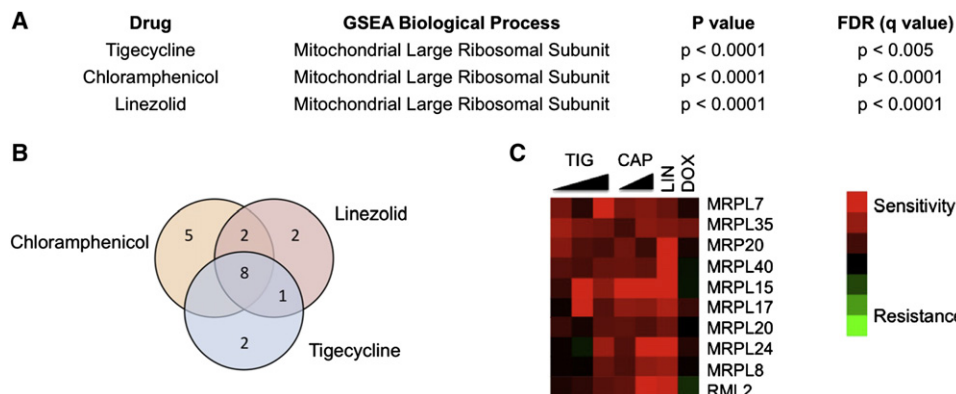 A Drug GSEA Biological Process P value FDR (q value)
Tigecycline Mitochondrial Large Ribosomal Subunit p < 0.0001 p < 0.005
Chloramphenicol Mitochondrial Large Ribosomal Subunit p < 0.0001 p < 0.0001
Linezolid Mitochondrial Large Ribosomal Subunit p < 0.0001 p < 0.0001
B
Chloramphenicol
Linezolid
5 2 2
8
1
2
Tigecycline
C
TIG CAP LIN DOX
MRPL7
MRPL35
MRP20
MRPL40
MRPL15
MRPL17
MRPL20
MRPL24
MRPL8
RML2
Sensitivity
Resistance